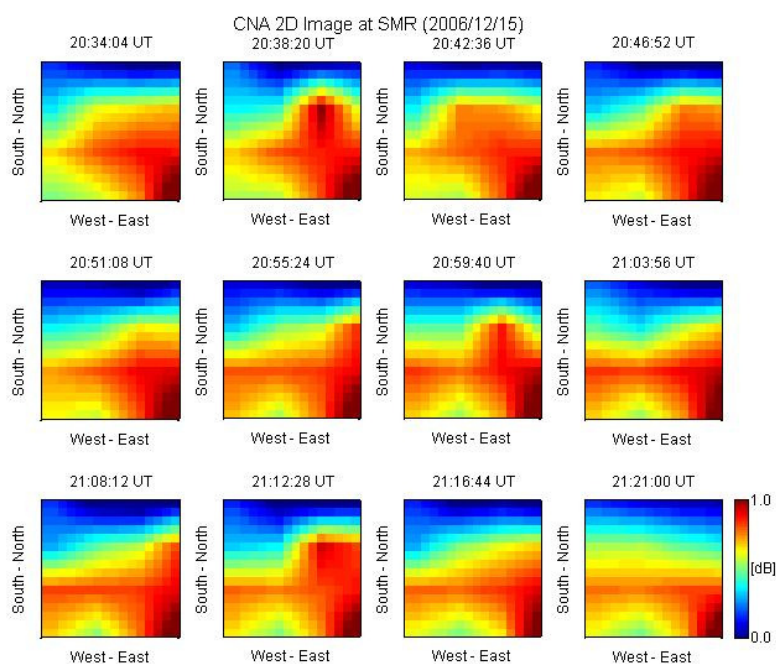 CNA 2D Image at SMR (2006/12/15)
20:34:04 UT 20:38:20 UT 20:42:36 UT 20:46:52 UT
South - North South - North South - North South - North
West - East West - East West - East West - East
20:51:08 UT 20:55:24 UT 20:59:40 UT 21:03:56 UT
South - North South - North South - North South - North
West - East West - East West - East West - East
21:08:12 UT 21:12:28 UT 21:16:44 UT 21:21:00 UT
South - North South - North South - North South - North
1.0
[dB]
0.0
West - East West - East West - East West - East